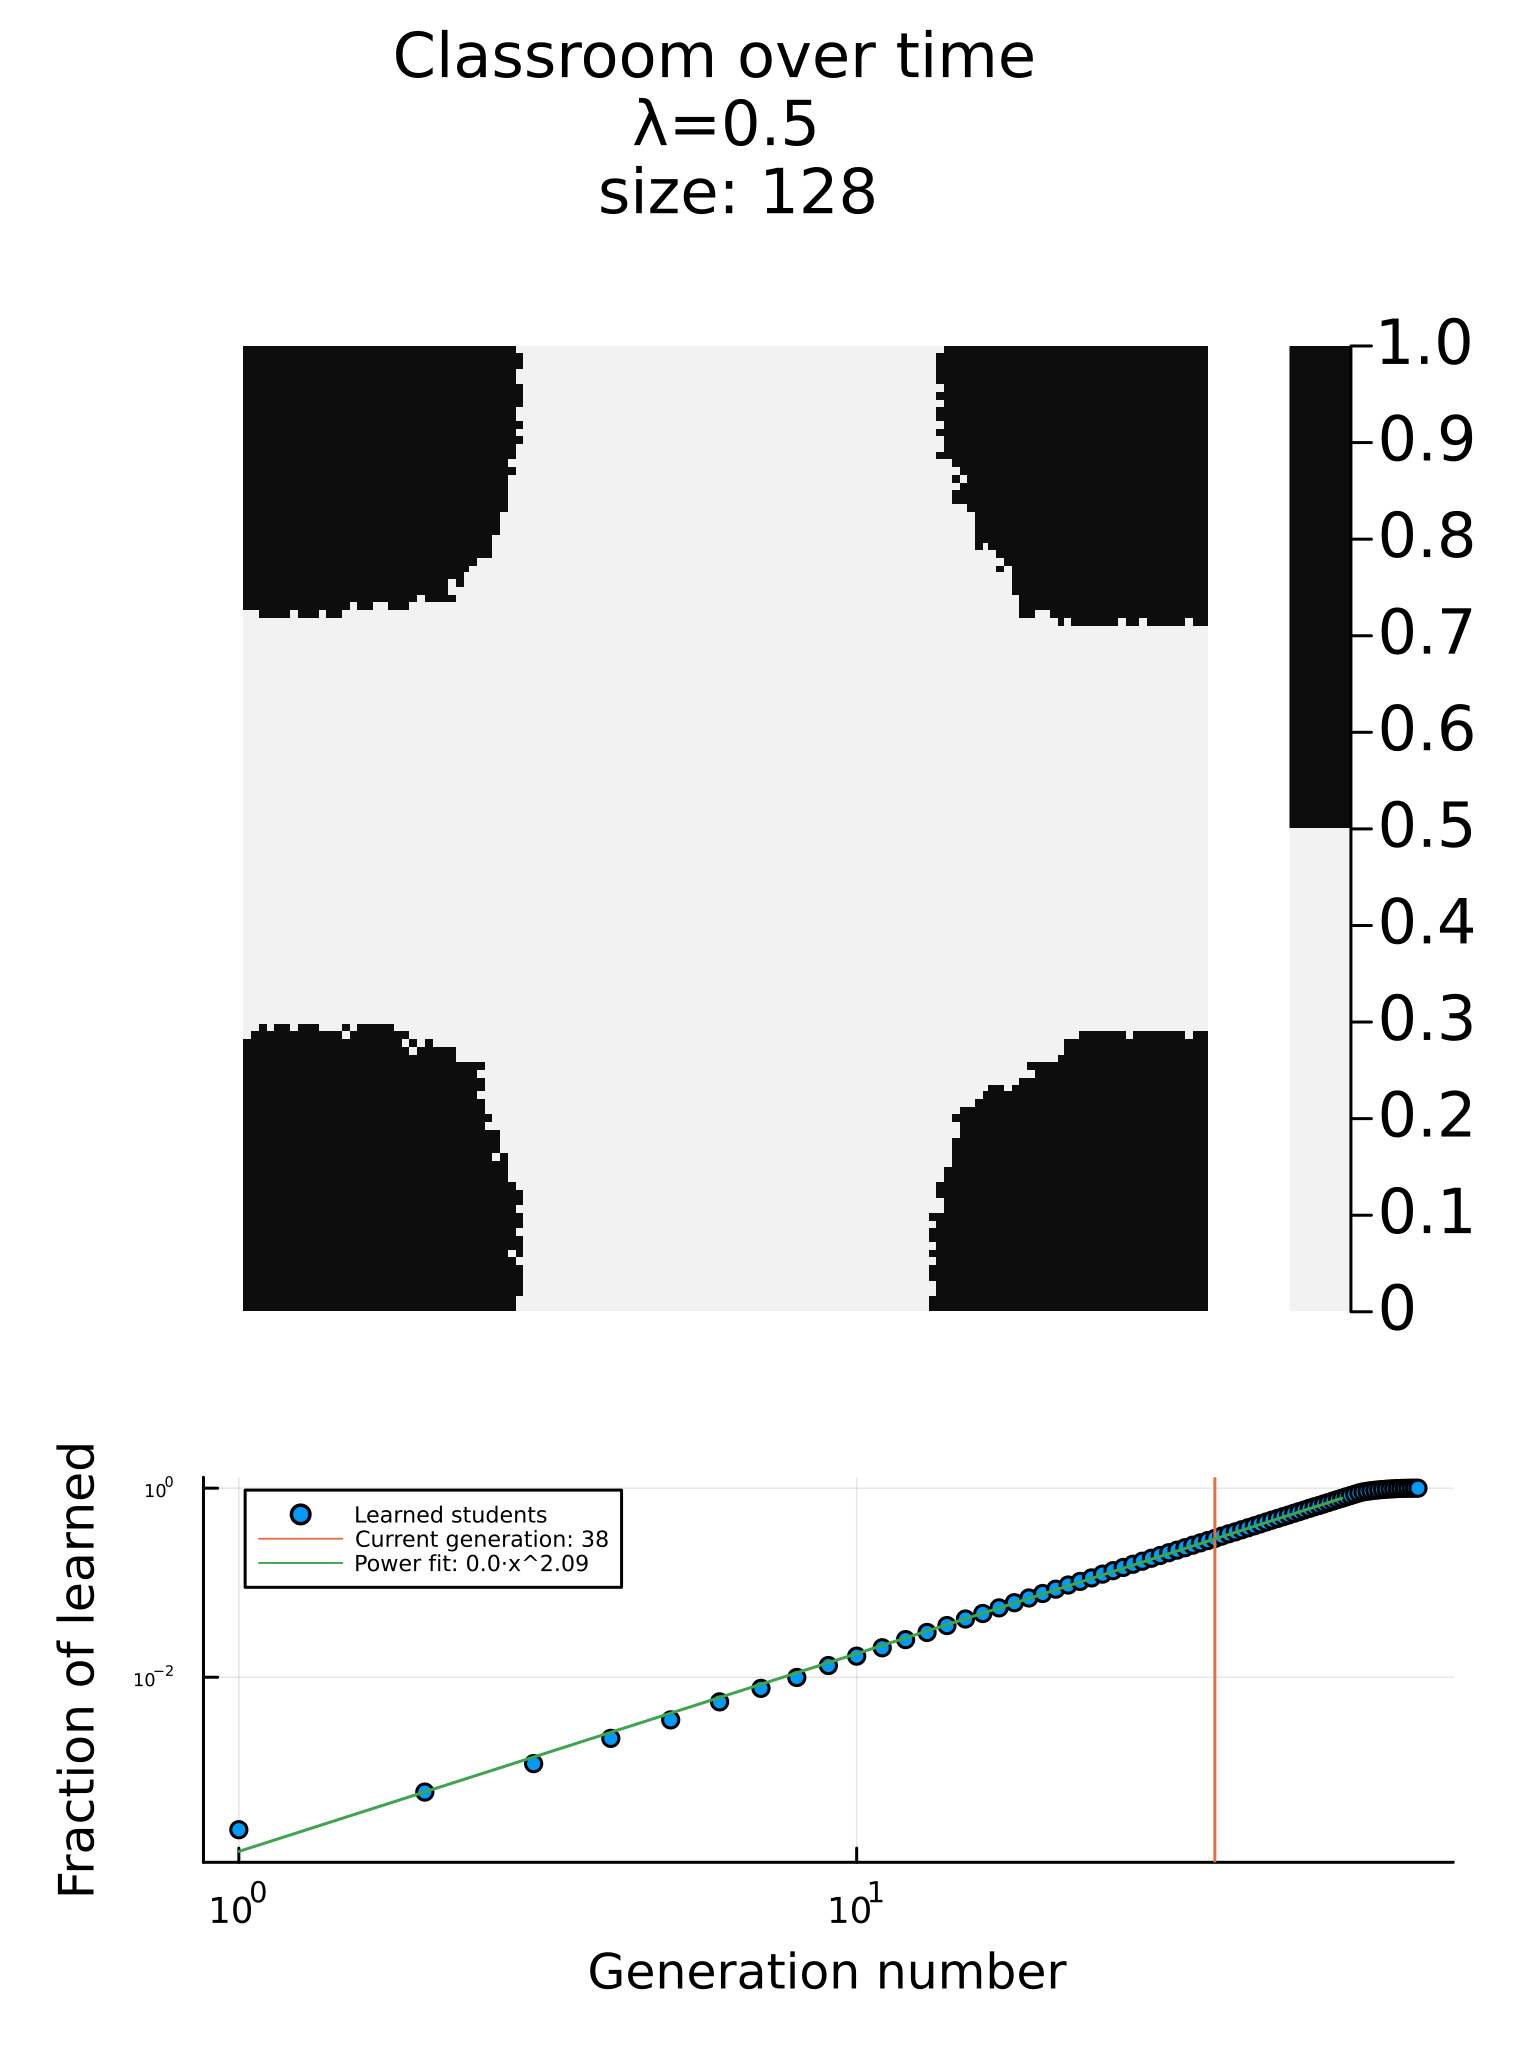 Classroom over time
λ=0.5
size: 128
1.0
0.9
0.8
0.7
0.6
0.5
0.4
0.3
0.2
0.1
0
Fraction of learned
10^0
10^−2
Learned students
Current generation: 38
Power fit: 0.0·x^2.09
10^0
10^1
Generation number